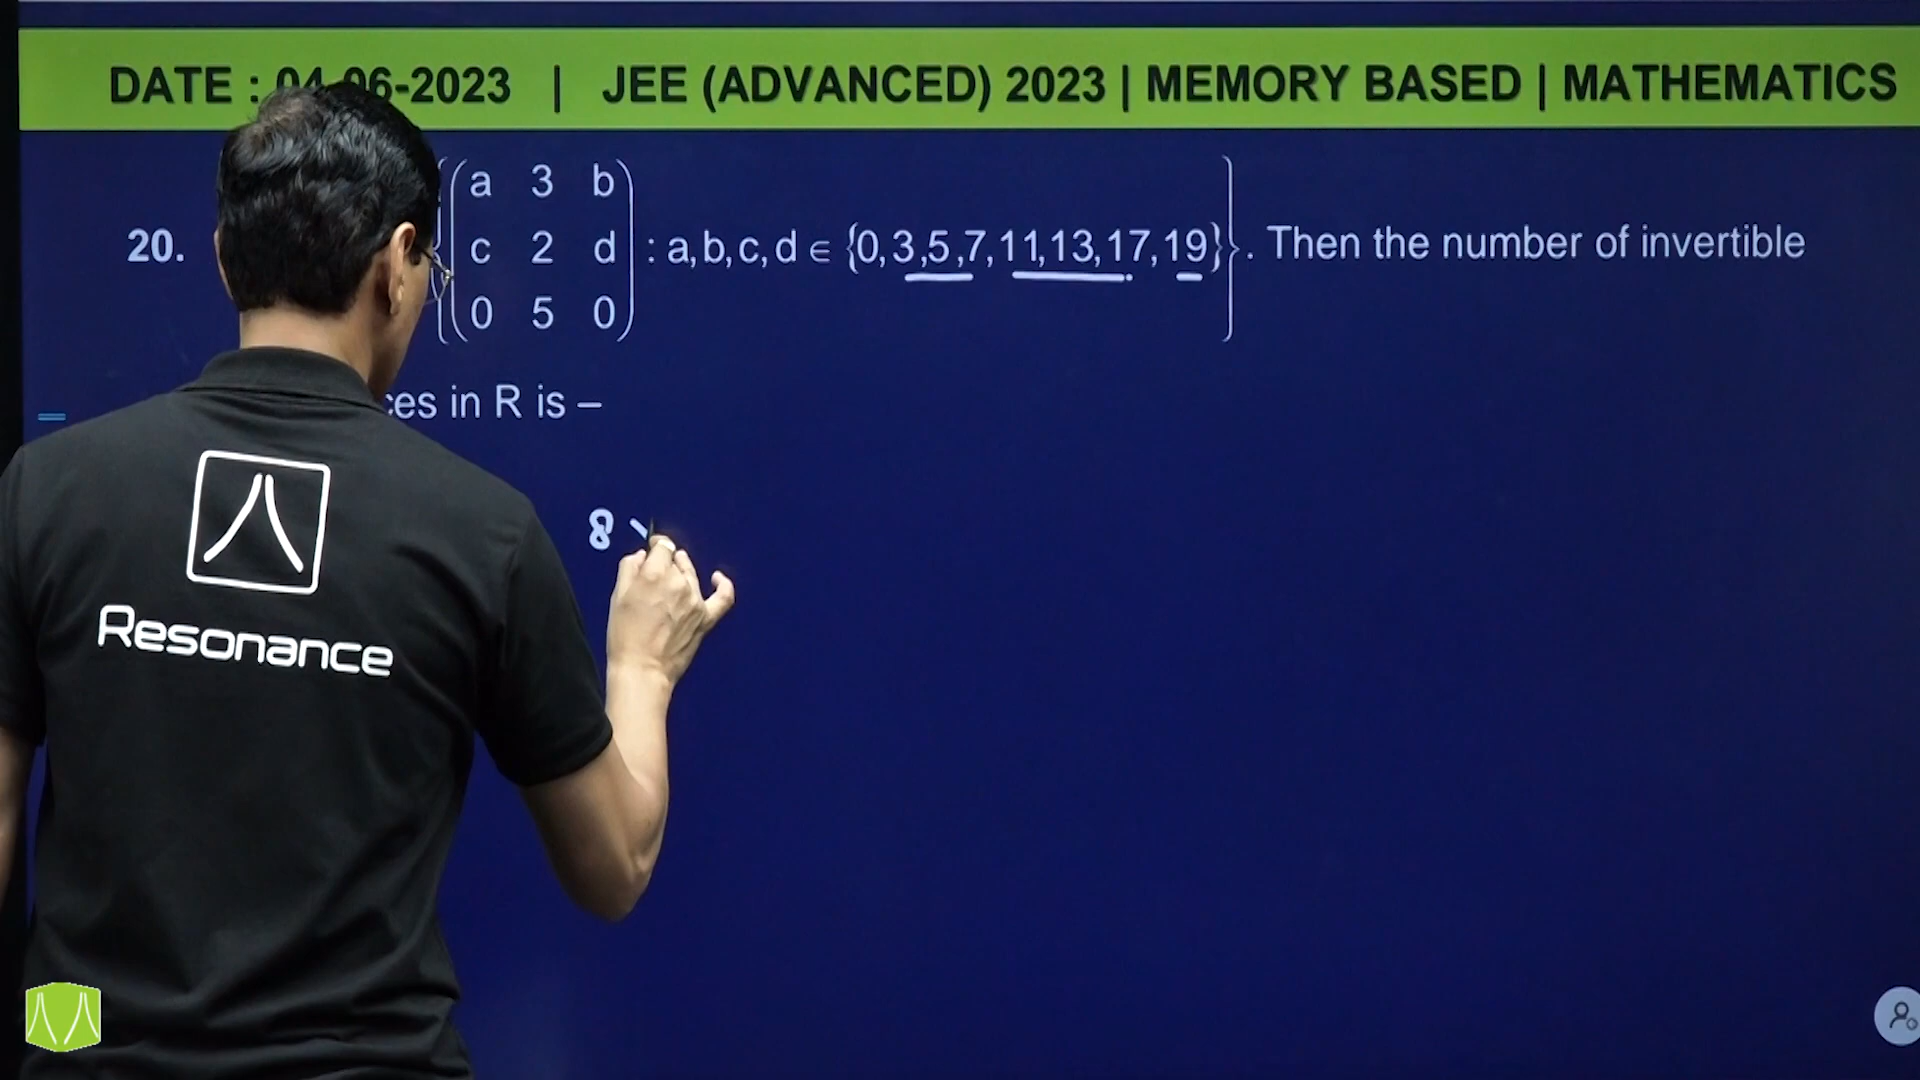 DATE : 04-06-2023 | JEE (ADVANCED) 2023 | MEMORY BASED | MATHEMATICS
a 3 b
20. c 2 d : a,b,c,d ∈ {0,3,5,7,11,13,17,19} . Then the number of invertible
0 5 0
ces in R is –
8
Resonance